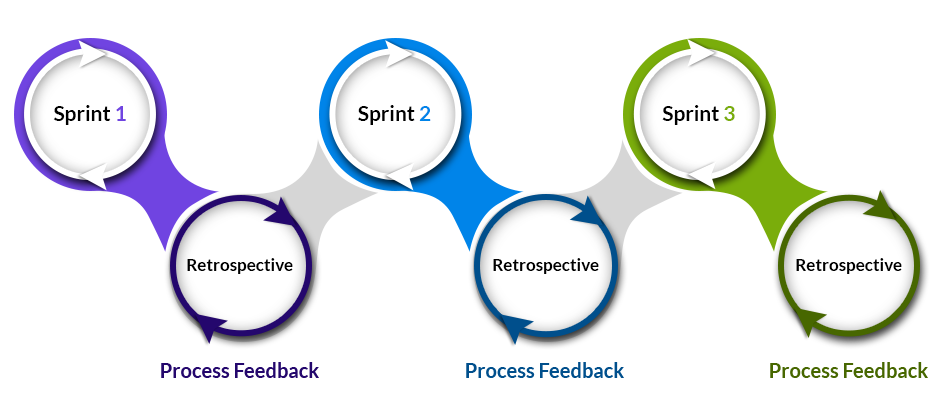 Sprint 1
Sprint 2
Sprint 3
Retrospective
Retrospective
Retrospective
Process Feedback
Process Feedback
Process Feedback